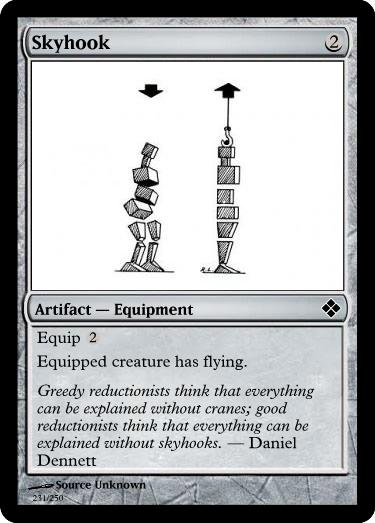 Skyhook 2
Artifact — Equipment
Equip 2
Equipped creature has flying.
Greedy reductionists think that everything
can be explained without cranes; good
reductionists think that everything can be
explained without skyhooks. — Daniel
Dennett
Source Unknown
231/250